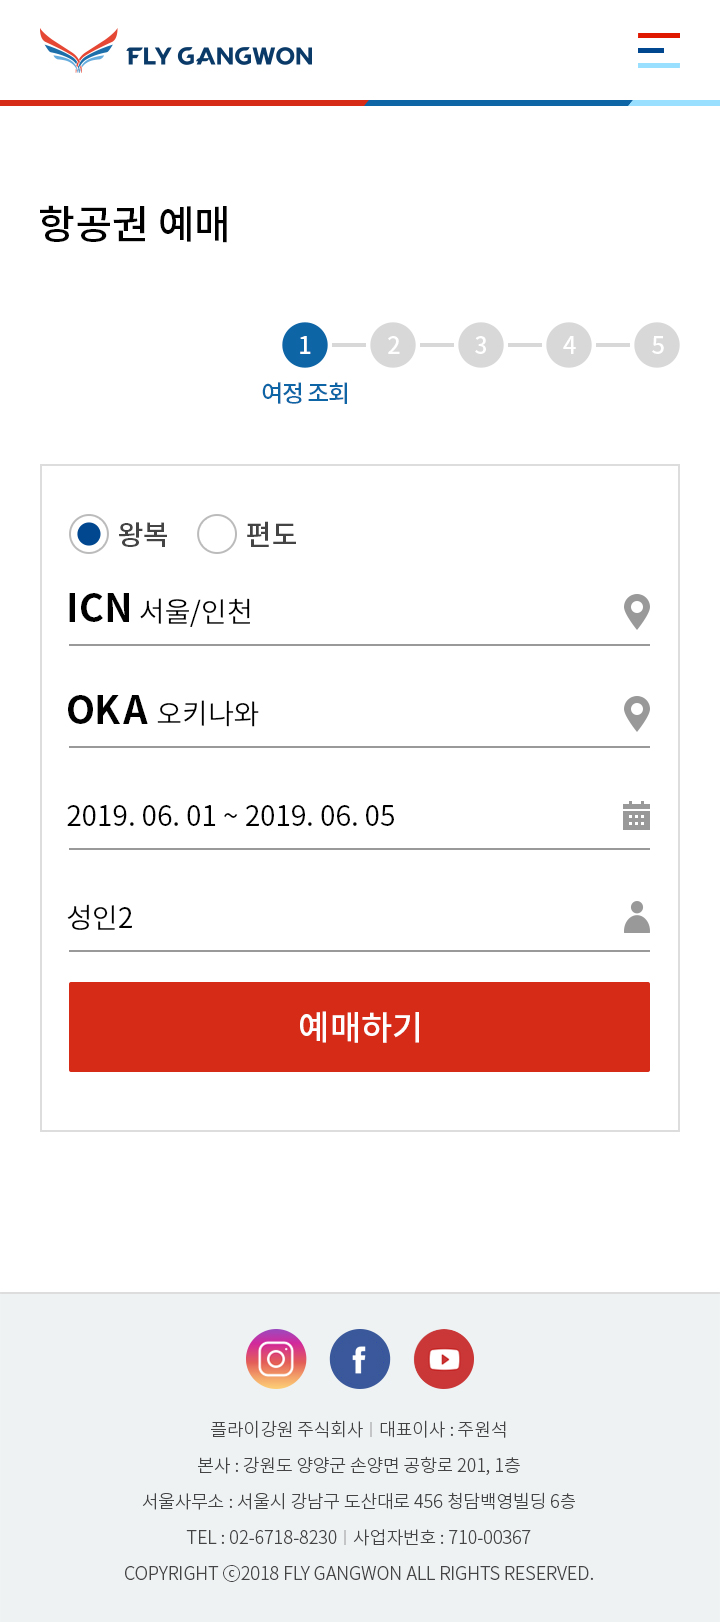 FLY GANGWON
항공권 예매
1 2 3 4 5
여정 조회
왕복 편도
ICN 서울/인천
OKA 오키나와
2019. 06. 01 ~ 2019. 06. 05
성인2
예매하기
플라이강원 주식회사 | 대표이사 : 주원석
본사 : 강원도 양양군 손양면 공항로 201, 1층
서울사무소 : 서울시 강남구 도산대로 456 청담백영빌딩 6층
TEL : 02-6718-8230 | 사업자번호 : 710-00367
COPYRIGHT ⓒ2018 FLY GANGWON ALL RIGHTS RESERVED.